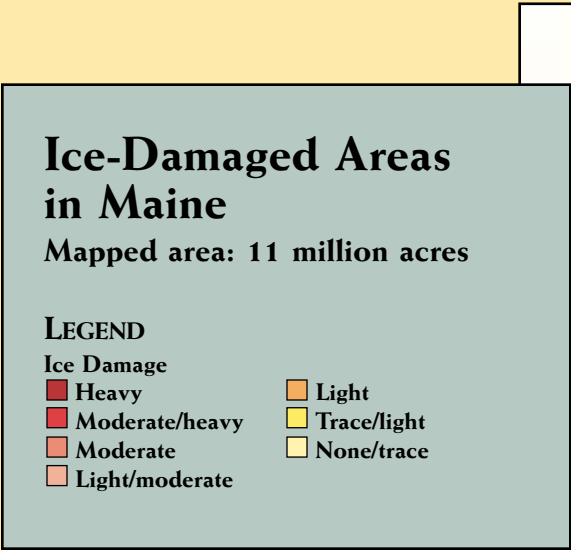 Ice-Damaged Areas
in Maine
Mapped area: 11 million acres
LEGEND
Ice Damage
Heavy
Moderate/heavy
Moderate
Light/moderate
Light
Trace/light
None/trace